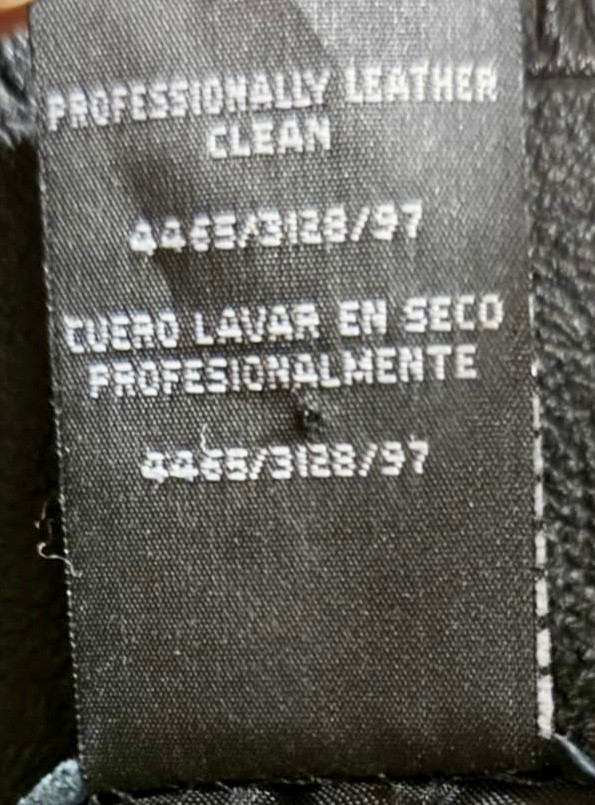 PROFESSIONALLY LEATHER
CLEAN
4465/3128/97
CUERO LAVAR EN SECO
PROFESIONALMENTE
4465/3128/97